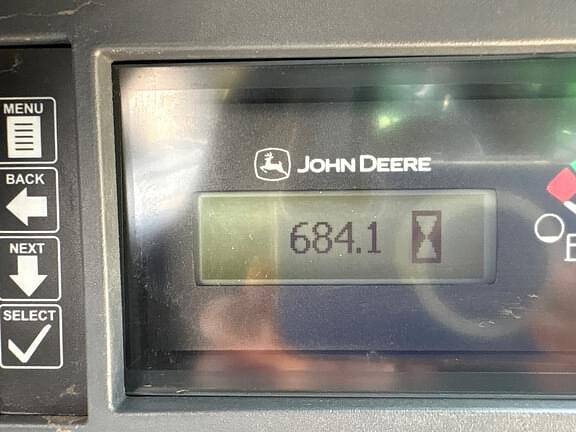 MENU
BACK
NEXT
SELECT
JOHN DEERE
684.1
E